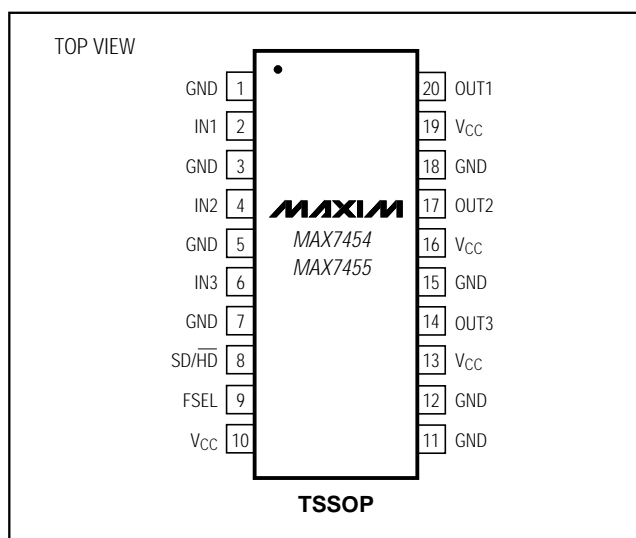 TOP VIEW
GND 1 20 OUT1
IN1 2 19 VCC
GND 3 18 GND
IN2 4 MAXIM 17 OUT2
GND 5 MAX7454 16 VCC
IN3 6 MAX7455 15 GND
GND 7 14 OUT3
SD/H̅D̅ 8 13 VCC
FSEL 9 12 GND
VCC 10 11 GND
TSSOP